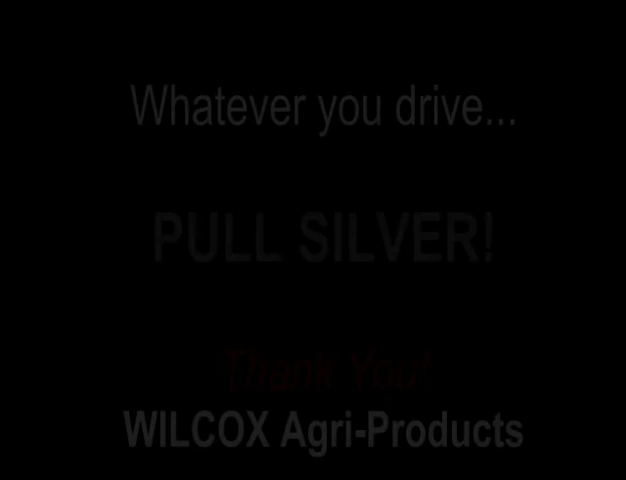 Whatever you drive...
PULL SILVER!
Thank You!
WILCOX Agri-Products